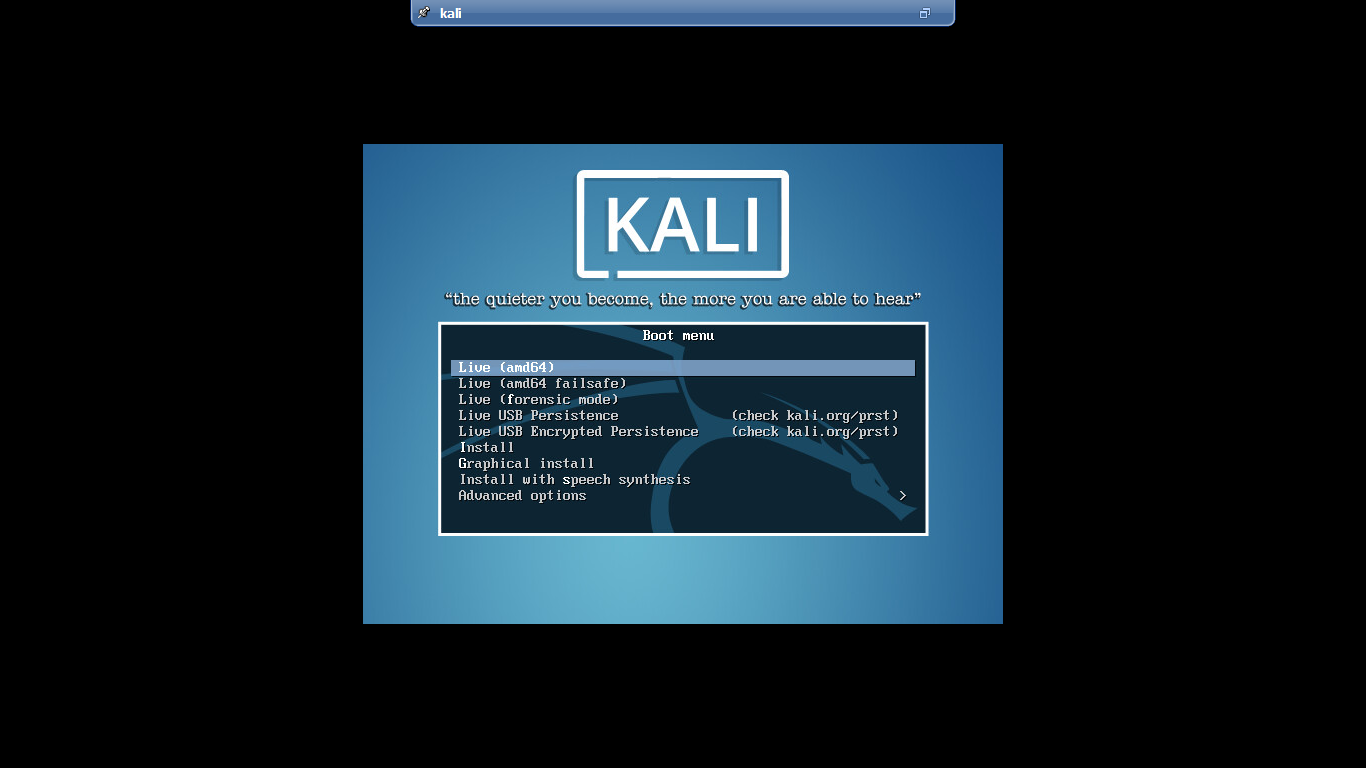 kali
KALI
“the quieter you become, the more you are able to hear”
Boot menu
Live (amd64)
Live (amd64 failsafe)
Live (forensic mode)
Live USB Persistence (check kali.org/prst)
Live USB Encrypted Persistence (check kali.org/prst)
Install
Graphical install
Install with speech synthesis
Advanced options >